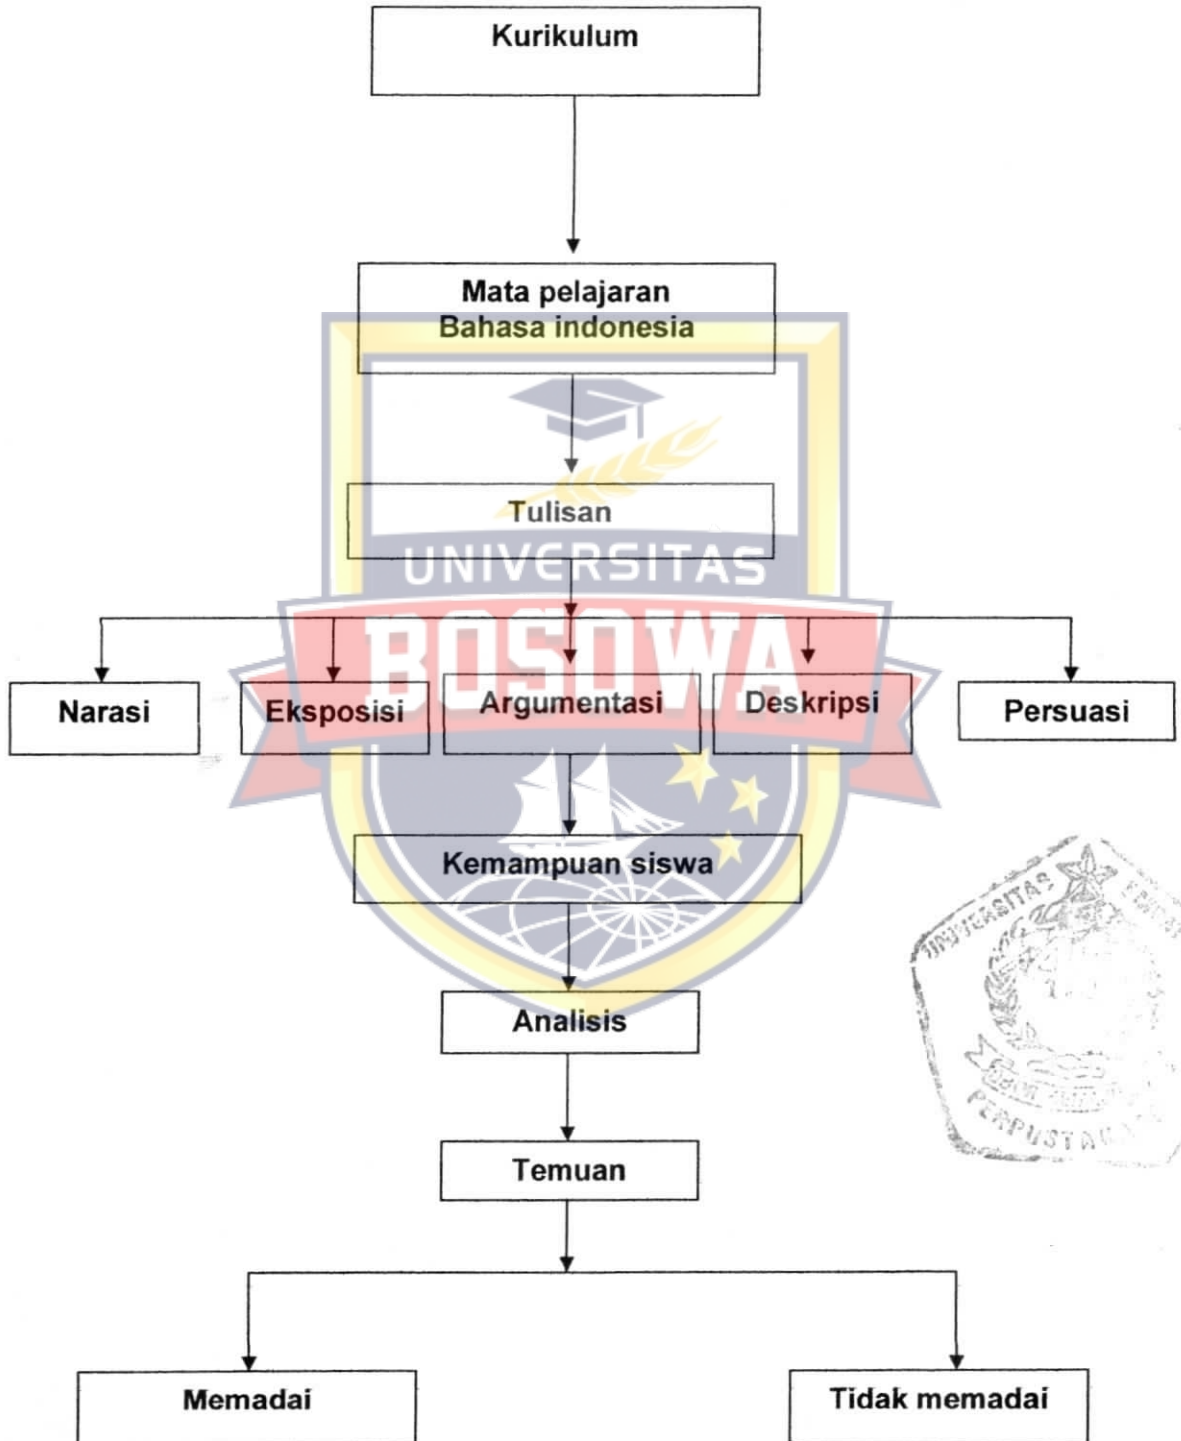 Kurikulum
Mata pelajaran
Bahasa indonesia
Tulisan
UNIVERSITAS
BOSOWA
Narasi
Eksposisi
Argumentasi
Deskripsi
Persuasi
Kemampuan siswa
Analisis
Temuan
Memadai
Tidak memadai
UNIVERSITAS